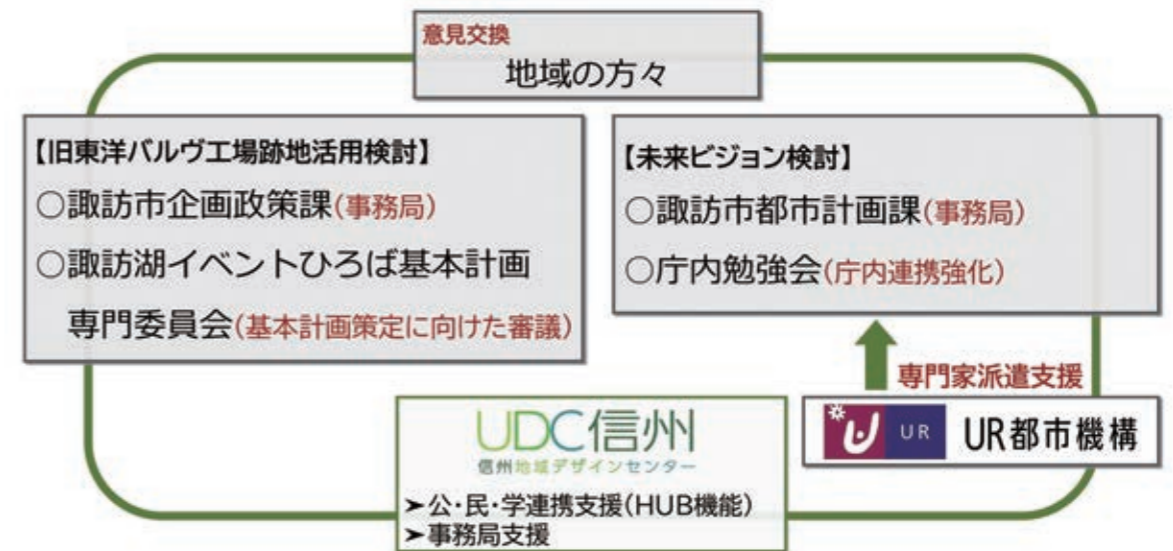 意見交換
地域の方々
【旧東洋バルヴ工場跡地活用検討】
○諏訪市企画政策課(事務局)
○諏訪湖イベントひろば基本計画
専門委員会(基本計画策定に向けた審議)
【未来ビジョン検討】
○諏訪市都市計画課(事務局)
○庁内勉強会(庁内連携強化)
専門家派遣支援
UR
UR都市機構
UDC信州
信州地域デザインセンター
➤公・民・学連携支援(HUB機能)
➤事務局支援